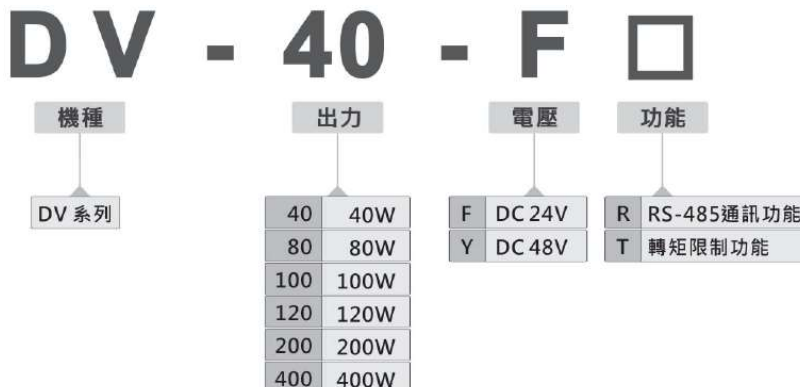 DV - 40 - F □
機種 出力 電壓 功能
DV 系列 40 40W F DC 24V R RS-485通訊功能
80 80W Y DC 48V T 轉矩限制功能
100 100W
120 120W
200 200W
400 400W